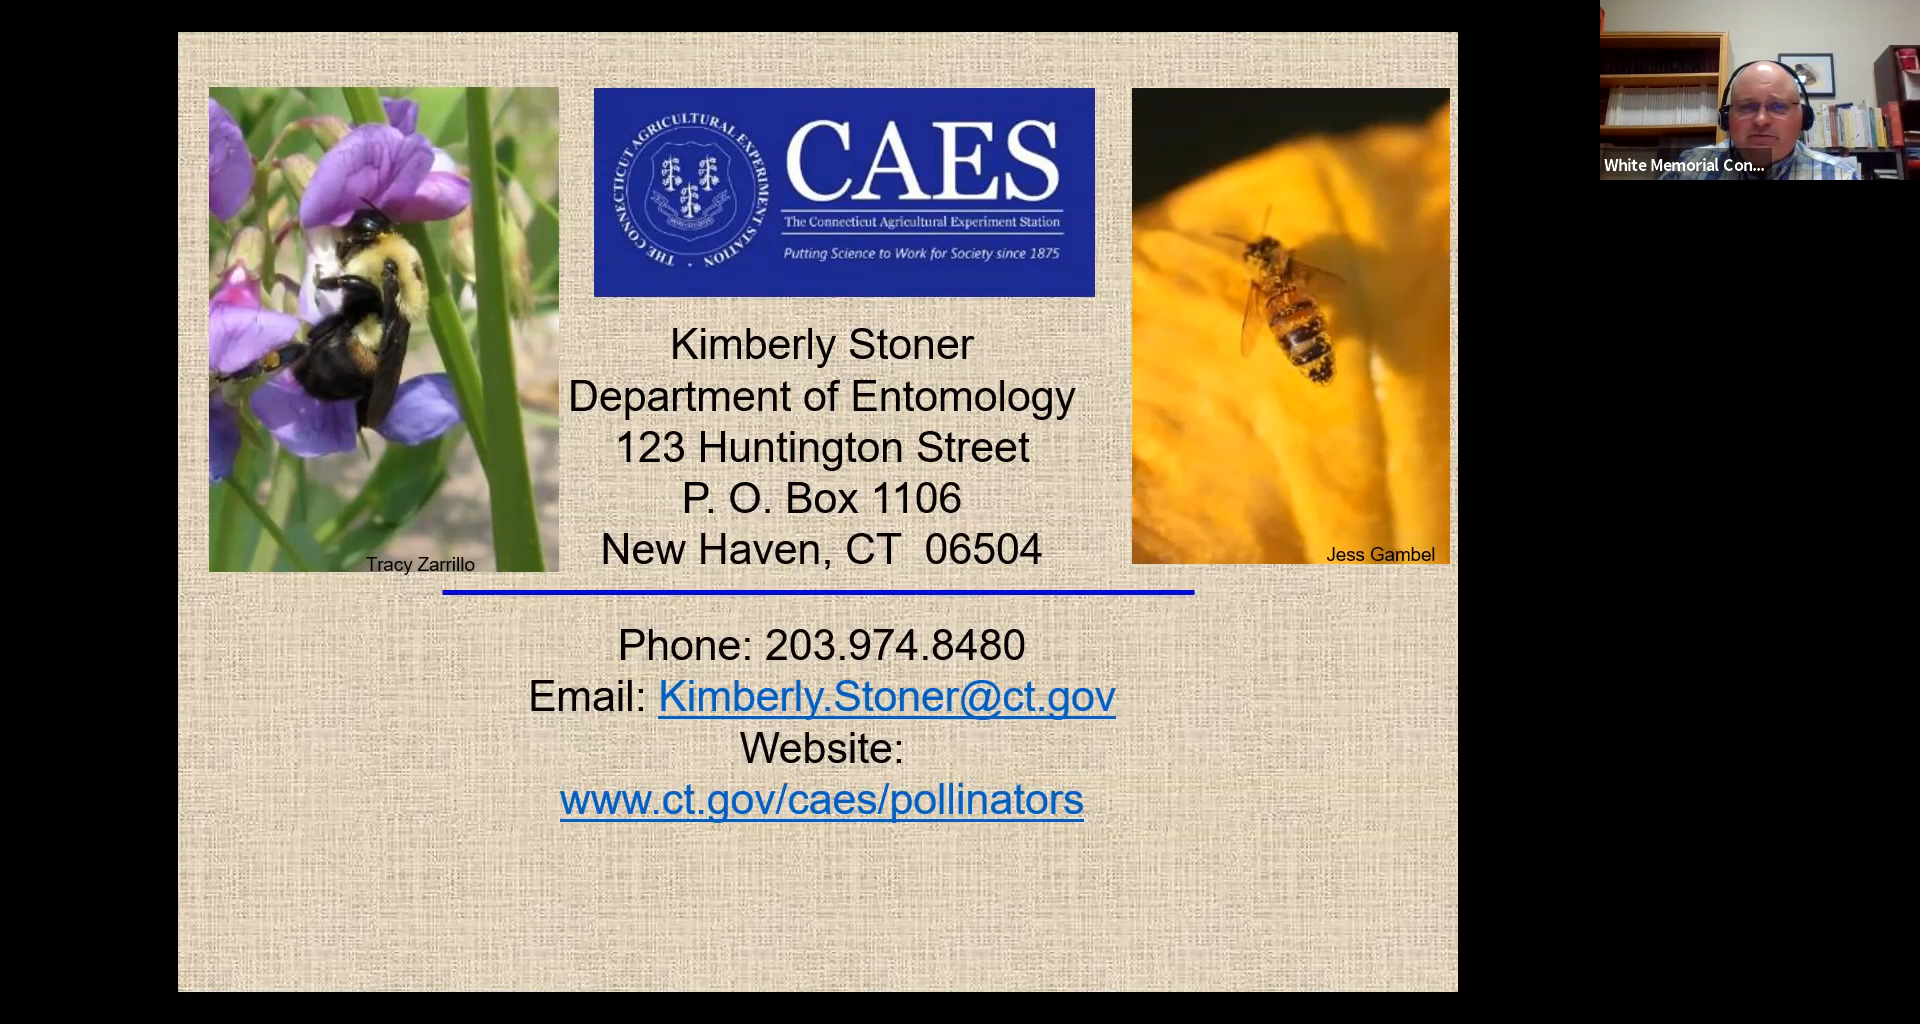 THE CONNECTICUT AGRICULTURAL EXPERIMENT STATION •
CAES
The Connecticut Agricultural Experiment Station
Putting Science to Work for Society since 1875
Kimberly Stoner
Department of Entomology
123 Huntington Street
P. O. Box 1106
New Haven, CT 06504
Tracy Zarrillo
Jess Gambel
Phone: 203.974.8480
Email: Kimberly.Stoner@ct.gov
Website:
www.ct.gov/caes/pollinators
White Memorial Con...